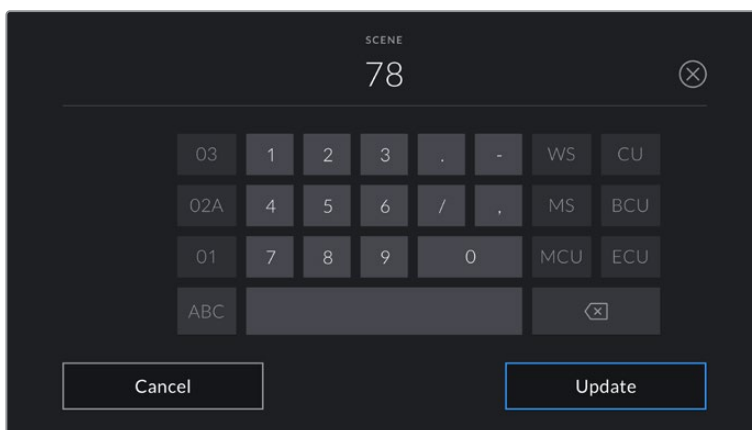 SCENE
78
03 1 2 3 . - WS CU
02A 4 5 6 / , MS BCU
01 7 8 9 0 MCU ECU
ABC
Cancel Update